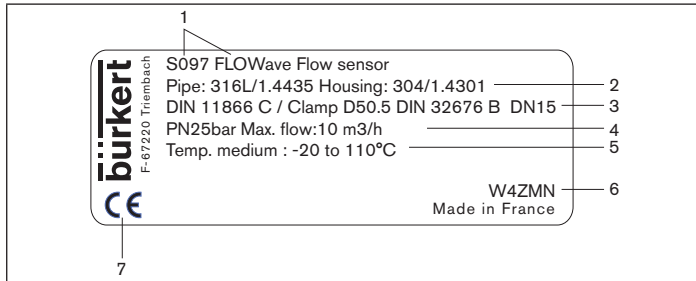 1
S097 FLOWave Flow sensor
Pipe: 316L/1.4435 Housing: 304/1.4301 2
DIN 11866 C / Clamp D50.5 DIN 32676 B DN15 3
PN25bar Max. flow:10 m3/h 4
Temp. medium : -20 to 110°C 5
bürkert
F-67220 Triembach
W4ZMN 6
Made in France
CE
7